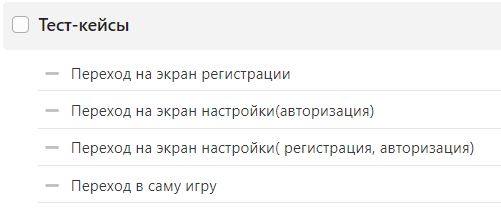 Тест-кейсы
Переход на экран регистрации
Переход на экран настройки(авторизация)
Переход на экран настройки( регистрация, авторизация)
Переход в саму игру